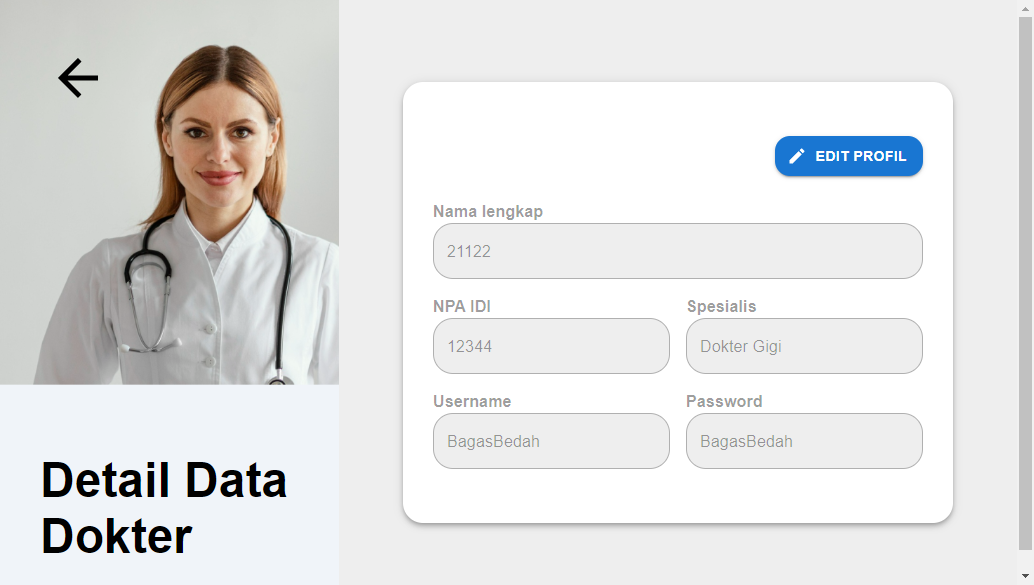 EDIT PROFIL
Nama lengkap
21122
NPA IDI
Spesialis
12344
Dokter Gigi
Username
Password
BagasBedah
BagasBedah
Detail Data
Dokter